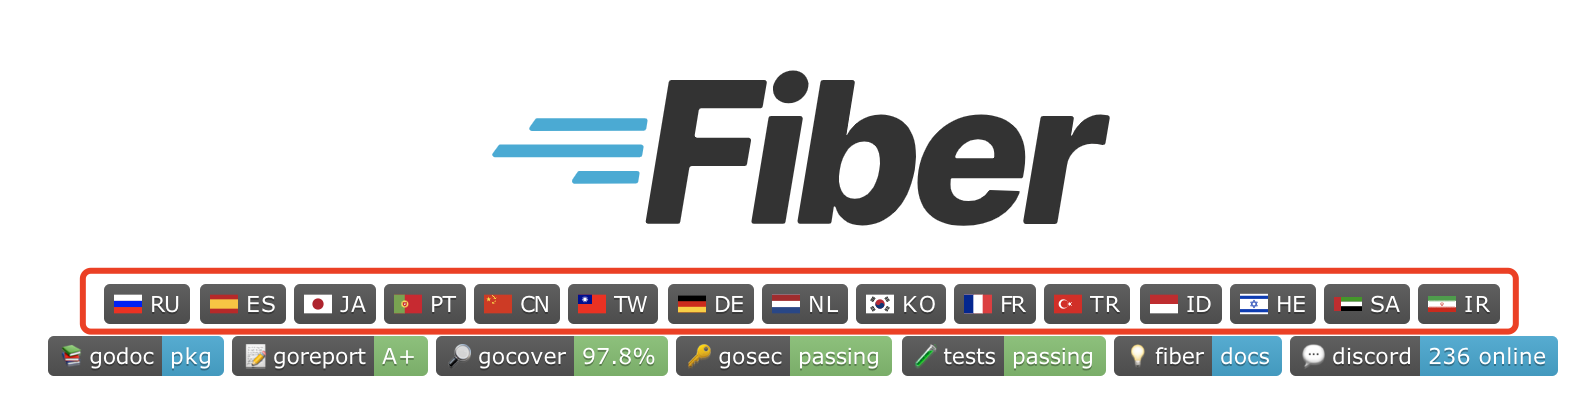 Fiber
RU ES JA PT CN TW DE NL KO FR TR ID HE SA IR
godoc pkg goreport A+ gocover 97.8% gosec passing tests passing fiber docs discord 236 online